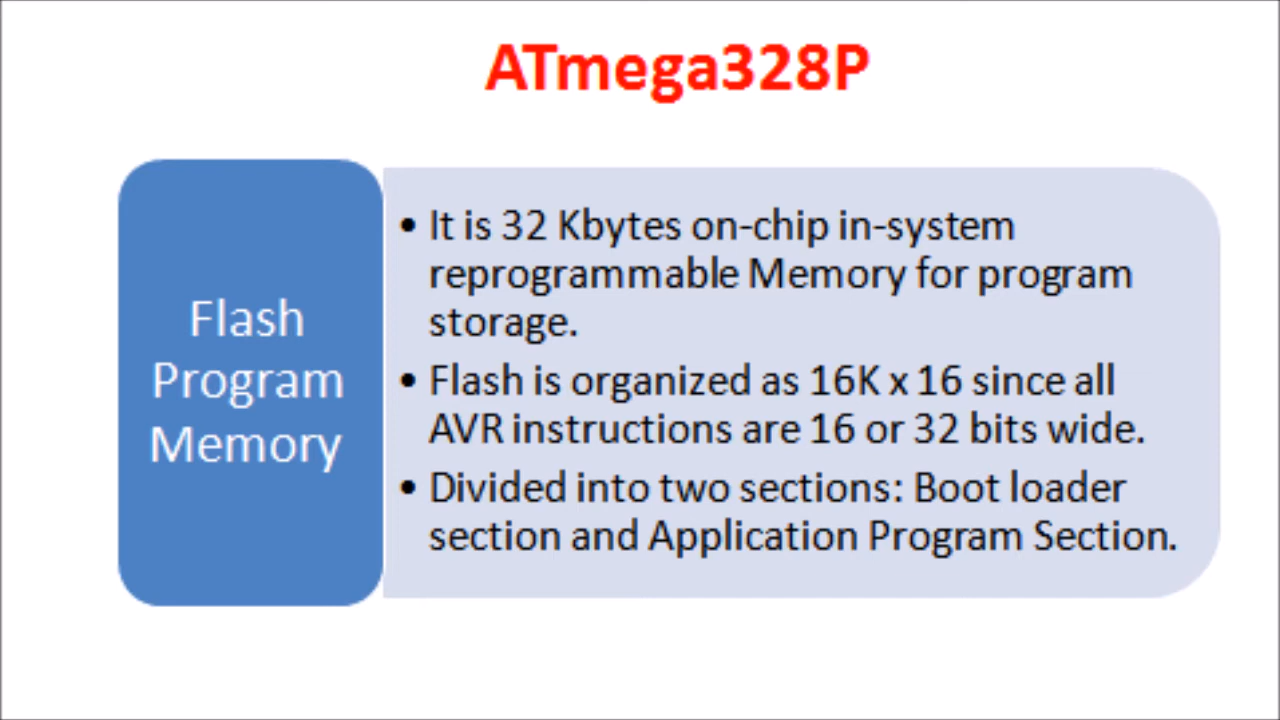 ATmega328P
Flash
Program
Memory
• It is 32 Kbytes on-chip in-system
reprogrammable Memory for program
storage.
• Flash is organized as 16K x 16 since all
AVR instructions are 16 or 32 bits wide.
• Divided into two sections: Boot loader
section and Application Program Section.